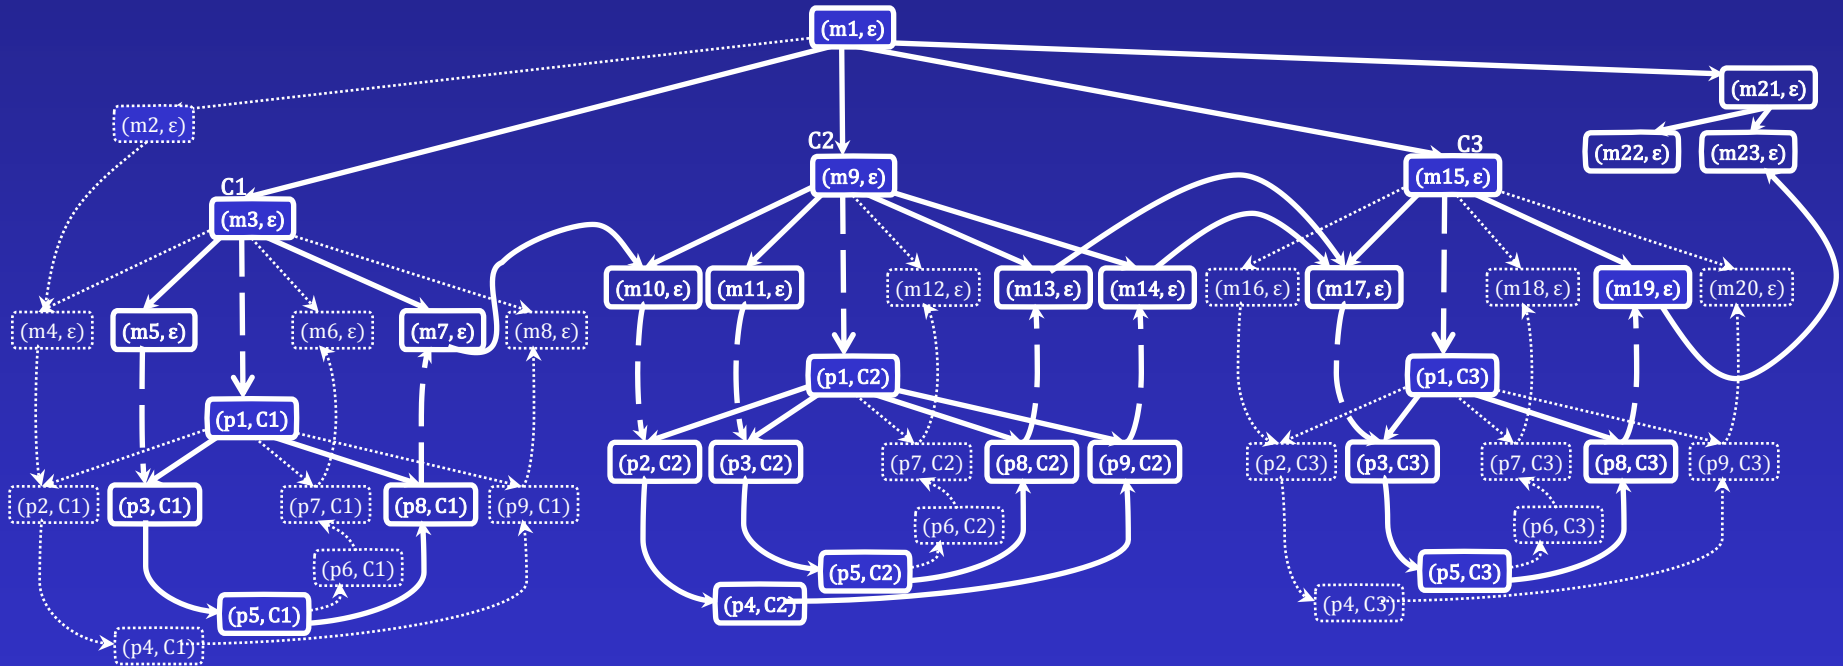 (m1, ε)
(m21, ε)
(m2, ε)
C2
C3
(m22, ε)
(m23, ε)
(m9, ε)
(m15, ε)
C1
(m3, ε)
(m10, ε)
(m11, ε)
(m12, ε)
(m13, ε)
(m14, ε)
(m16, ε)
(m17, ε)
(m18, ε)
(m19, ε)
(m20, ε)
(m4, ε)
(m5, ε)
(m6, ε)
(m7, ε)
(m8, ε)
(p1, C2)
(p1, C3)
(p1, C1)
(p2, C2)
(p3, C2)
(p7, C2)
(p8, C2)
(p9, C2)
(p2, C3)
(p3, C3)
(p7, C3)
(p8, C3)
(p9, C3)
(p2, C1)
(p3, C1)
(p7, C1)
(p8, C1)
(p9, C1)
(p6, C2)
(p6, C3)
(p6, C1)
(p5, C2)
(p5, C3)
(p4, C2)
(p4, C3)
(p5, C1)
(p4, C1)